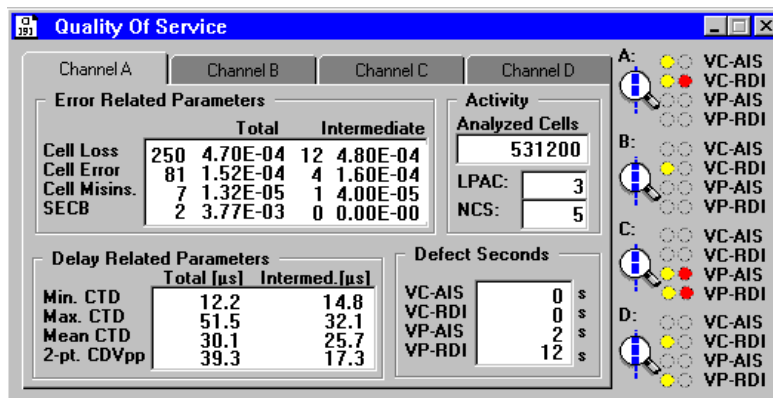 Quality Of Service
Channel A Channel B Channel C Channel D
Error Related Parameters
Total Intermediate
Cell Loss 250 4.70E-04 12 4.80E-04
Cell Error 81 1.52E-04 4 1.60E-04
Cell Misins. 7 1.32E-05 1 4.00E-05
SECB 2 3.77E-03 0 0.00E-00
Activity
Analyzed Cells
531200
LPAC: 3
NCS: 5
Delay Related Parameters
Total [µs] Intermed.[µs]
Min. CTD 12.2 14.8
Max. CTD 51.5 32.1
Mean CTD 30.1 25.7
2-pt. CDVpp 39.3 17.3
Defect Seconds
VC-AIS 0 s
VC-RDI 0 s
VP-AIS 2 s
VP-RDI 12 s
A: VC-AIS
VC-RDI
VP-AIS
VP-RDI
B: VC-AIS
VC-RDI
VP-AIS
VP-RDI
C: VC-AIS
VC-RDI
VP-AIS
VP-RDI
D: VC-AIS
VC-RDI
VP-AIS
VP-RDI